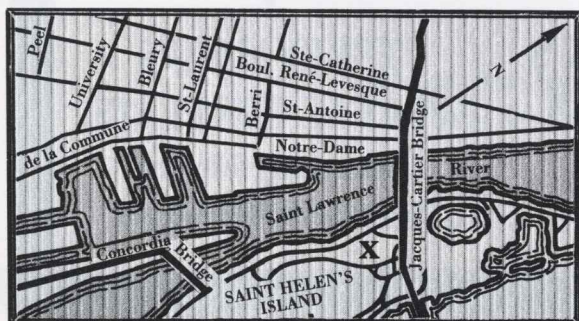 Peel
University
Bleury
St-Laurent
Berri
Ste-Catherine
Boul. René-Levesque
St-Antoine
N
de la Commune
Notre-Dame
River
Saint Lawrence
Jacques-Cartier Bridge
X
Concordia Bridge
SAINT HELEN'S
ISLAND